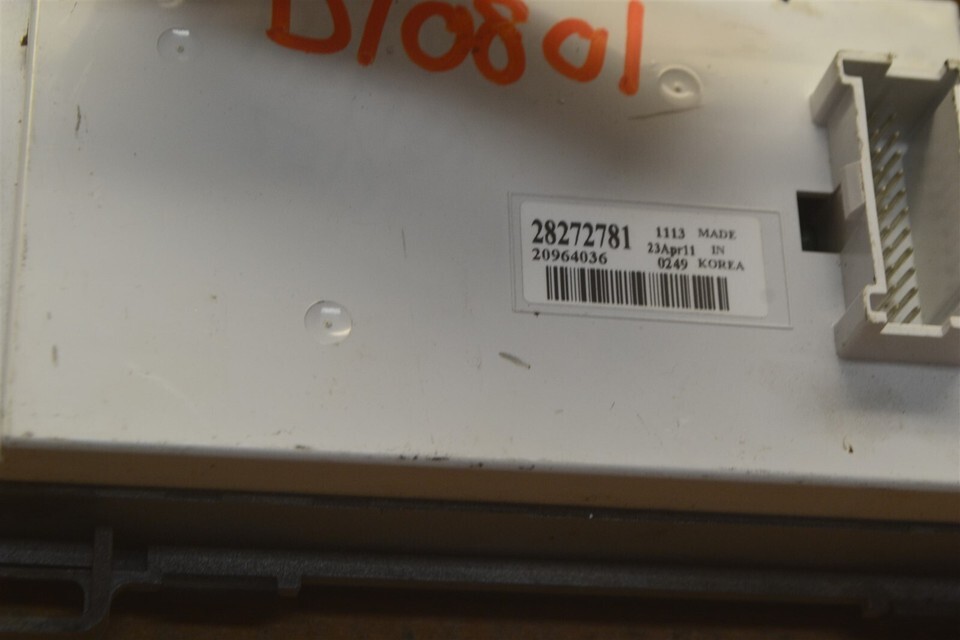 D10801
28272781 1113 MADE
23Apr11 IN
20964036 0249 KOREA